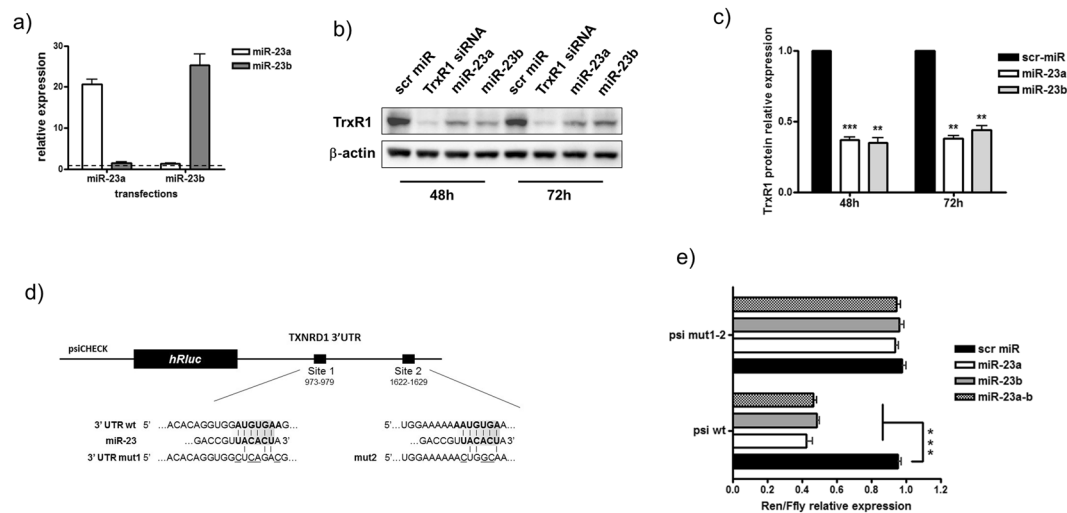 a)
relative expression
30
20
10
0
miR-23a
miR-23b
miR-23a
miR-23b
transfections
b)
scr miR
TrxR1 siRNA
miR-23a
miR-23b
scr miR
TrxR1 siRNA
miR-23a
miR-23b
TrxR1
β-actin
48h
72h
c)
TrxR1 protein relative expression
1.0
0.5
0.0
***
**
**
**
48h
72h
scr-miR
miR-23a
miR-23b
d)
TXNRD1 3'UTR
psiCHECK
hRluc
Site 1
973-979
Site 2
1622-1629
3' UTR wt 5' ...ACACAGGUGGAUGUGAAG... ...UGGAAAAAAUGUGAA...
miR-23 ...GACCGUUACACUA 3' ...GACCGUUACACUA 3'
3' UTR mut1 5' ...ACACAGGUGGCUCAGACG... mut2 5' ...UGGAAAAAACUGGCAA...
e)
psi mut1-2
psi wt
***
scr miR
miR-23a
miR-23b
miR-23a-b
0.0 0.2 0.4 0.6 0.8 1.0 1.2
Ren/Ffly relative expression